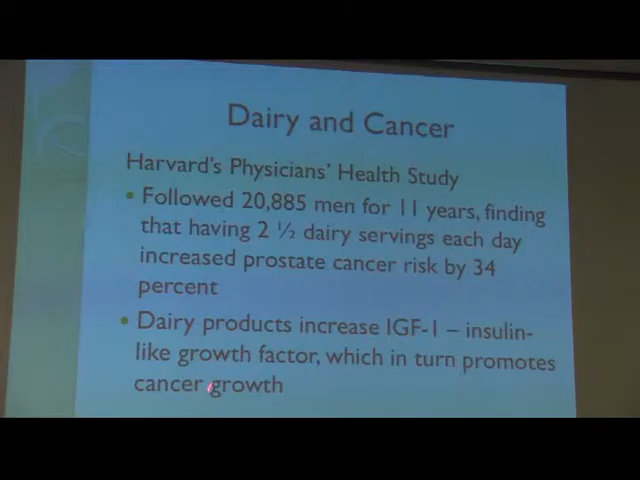 Dairy and Cancer
Harvard's Physicians' Health Study
• Followed 20,885 men for 11 years, finding
that having 2 ½ dairy servings each day
increased prostate cancer risk by 34
percent
• Dairy products increase IGF-1 – insulin-
like growth factor, which in turn promotes
cancer growth